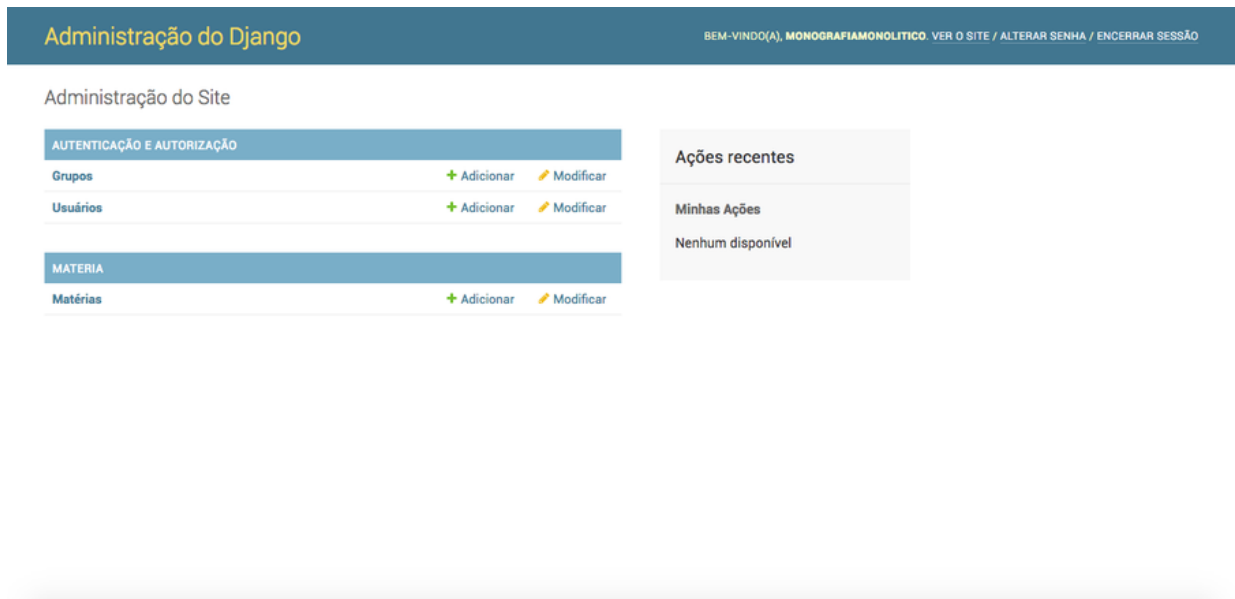 Administração do Django
BEM-VINDO(A), MONOGRAFIAMONOLITICO. VER O SITE / ALTERAR SENHA / ENCERRAR SESSÃO
Administração do Site
AUTENTICAÇÃO E AUTORIZAÇÃO
Grupos + Adicionar Modificar
Usuários + Adicionar Modificar
MATERIA
Matérias + Adicionar Modificar
Ações recentes
Minhas Ações
Nenhum disponível